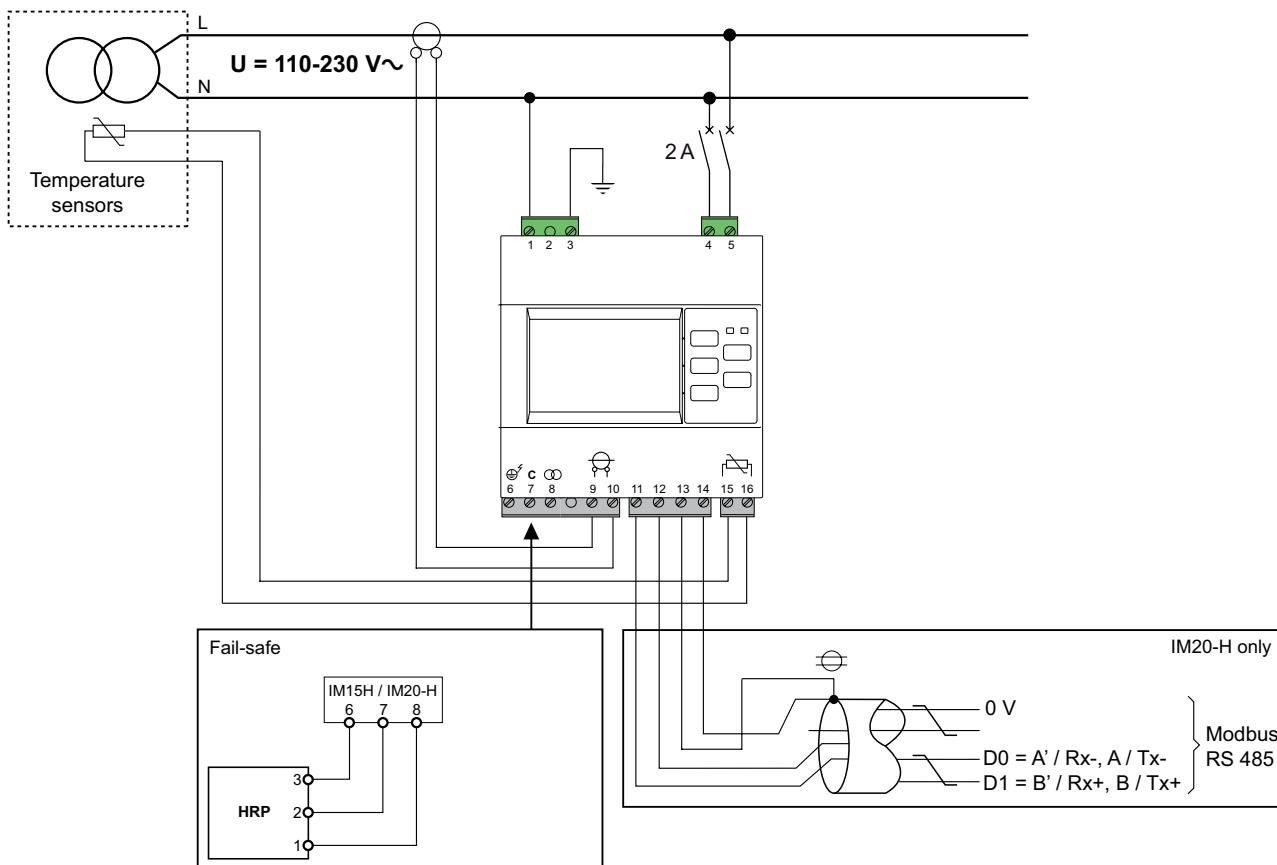 L
U = 110-230 V~
N
2 A
Temperature
sensors
1 2 3
4 5
C
6 7 8 9 10 11 12 13 14 15 16
Fail-safe
IM15H / IM20-H
6 7 8
HRP
3
2
1
IM20-H only
0 V
D0 = A’ / Rx-, A / Tx-
D1 = B’ / Rx+, B / Tx+
Modbus
RS 485